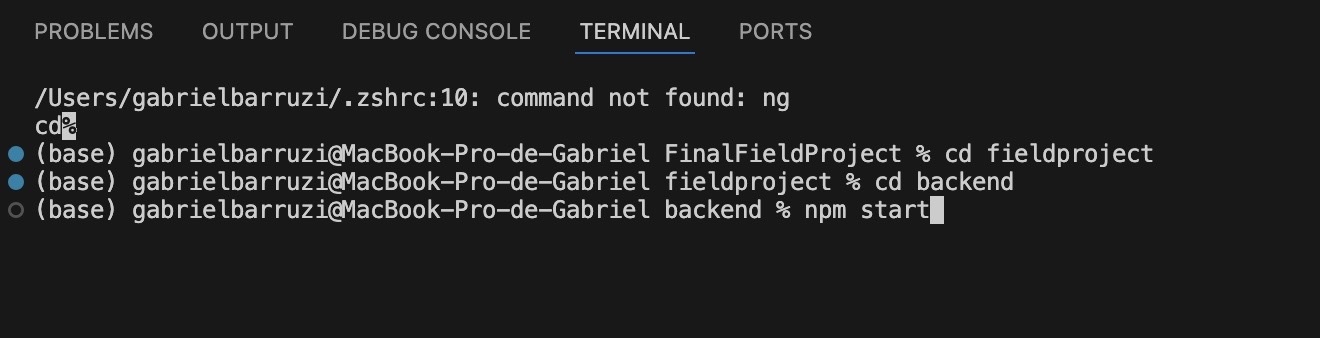 PROBLEMS OUTPUT DEBUG CONSOLE TERMINAL PORTS
/Users/gabrielbarruzi/.zshrc:10: command not found: ng
cd%
(base) gabrielbarruzi@MacBook-Pro-de-Gabriel FinalFieldProject % cd fieldproject
(base) gabrielbarruzi@MacBook-Pro-de-Gabriel fieldproject % cd backend
(base) gabrielbarruzi@MacBook-Pro-de-Gabriel backend % npm start